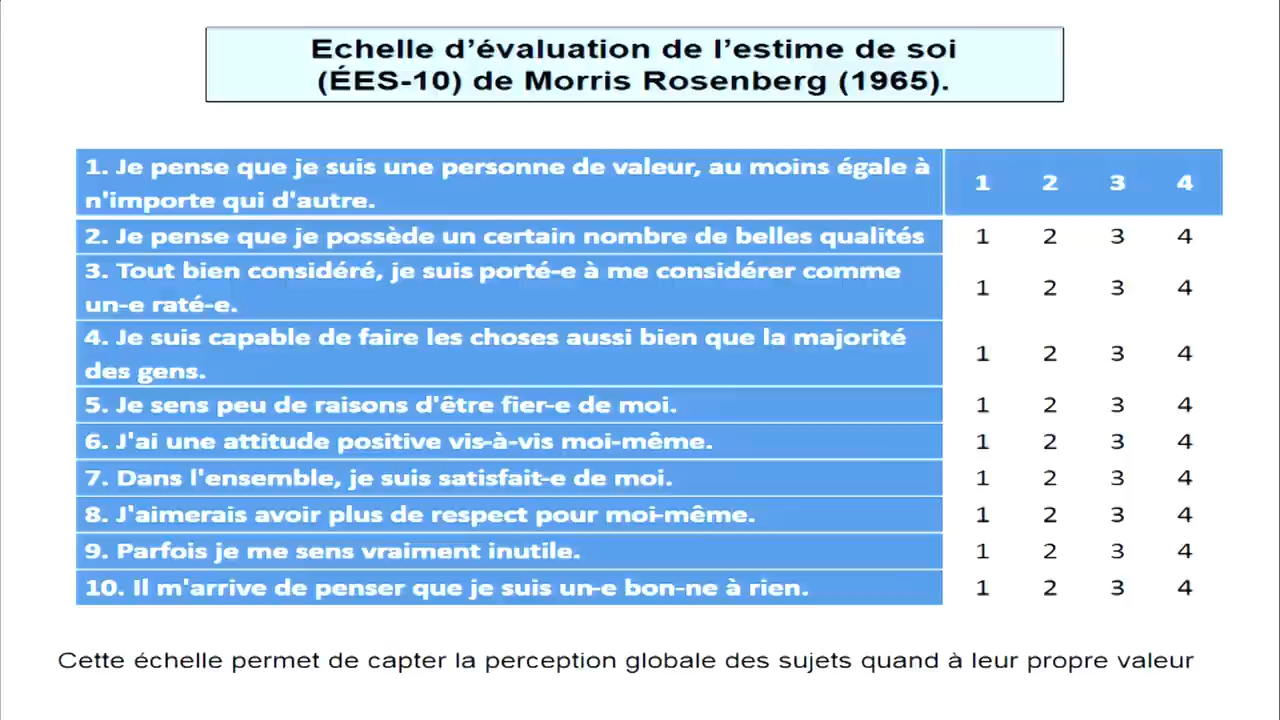 Echelle d’évaluation de l’estime de soi
(ÉES-10) de Morris Rosenberg (1965).
1. Je pense que je suis une personne de valeur, au moins égale à
n'importe qui d'autre.
1 2 3 4
2. Je pense que je possède un certain nombre de belles qualités 1 2 3 4
3. Tout bien considéré, je suis porté-e à me considérer comme
un-e raté-e.
1 2 3 4
4. Je suis capable de faire les choses aussi bien que la majorité
des gens.
1 2 3 4
5. Je sens peu de raisons d'être fier-e de moi. 1 2 3 4
6. J'ai une attitude positive vis-à-vis moi-même. 1 2 3 4
7. Dans l'ensemble, je suis satisfait-e de moi. 1 2 3 4
8. J'aimerais avoir plus de respect pour moi-même. 1 2 3 4
9. Parfois je me sens vraiment inutile. 1 2 3 4
10. Il m'arrive de penser que je suis un-e bon-ne à rien. 1 2 3 4
Cette échelle permet de capter la perception globale des sujets quand à leur propre valeur